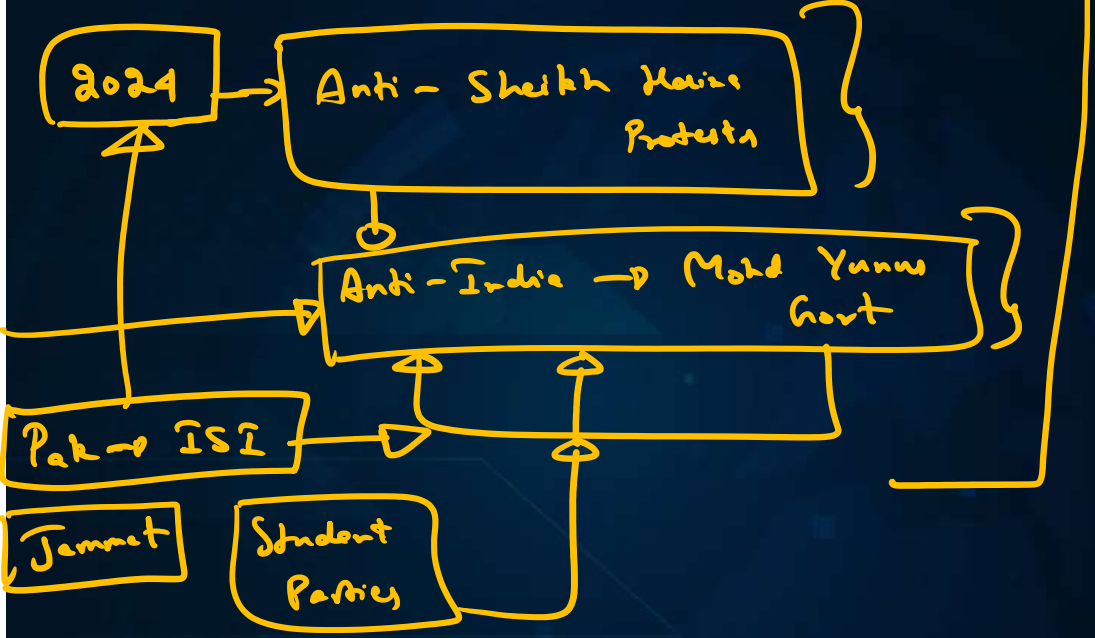 2024
Anti - Sheikh Hasina
Protests
Anti - India → Mohd Yunus
Govt
Pak → ISI
Jammat
Student
Parties